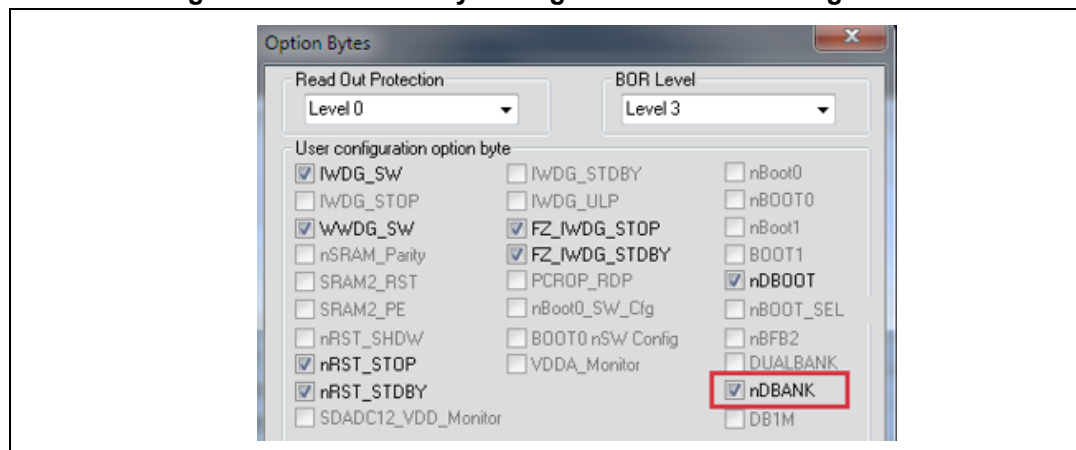 Option Bytes
Read Out Protection
Level 0
BOR Level
Level 3
User configuration option byte
IWDG_SW IWDG_STDBY nBoot0
IWDG_STOP IWDG_ULP nBOOT0
WWDG_SW FZ_IWDG_STOP nBoot1
nSRAM_Parity FZ_IWDG_STDBY BOOT1
SRAM2_RST PCROP_RDP nDBOOT
SRAM2_PE nBoot0_SW_Cfg nBOOT_SEL
nRST_SHDW BOOT0 nSW Config nBFB2
nRST_STOP VDDA_Monitor DUALBANK
nRST_STDBY nDBANK
SDADC12_VDD_Monitor DB1M